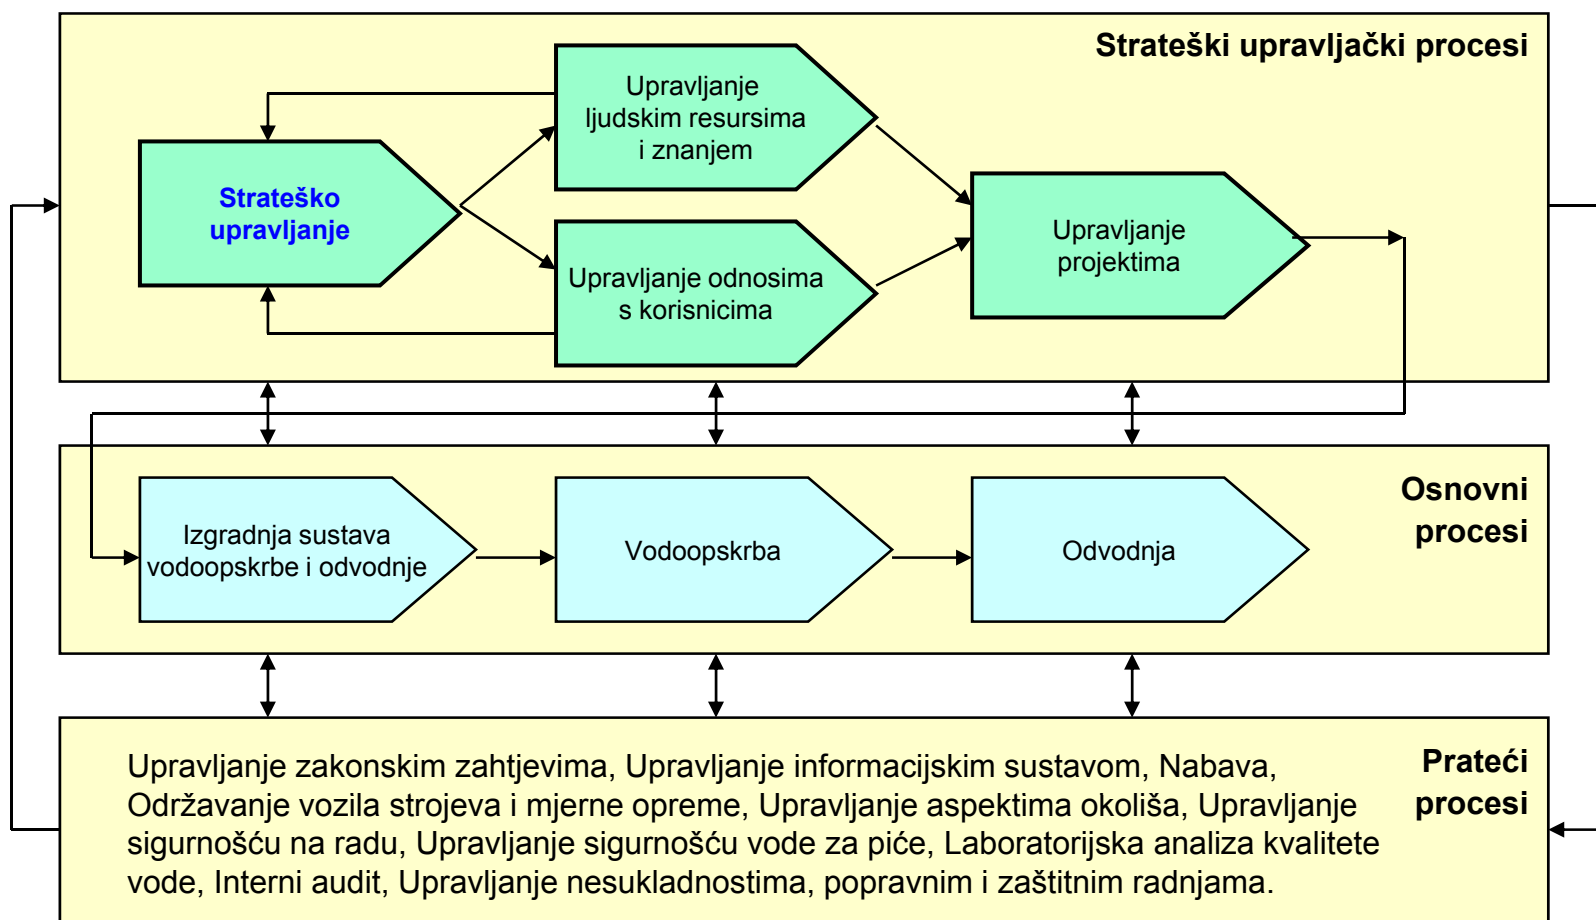 Strateški upravljački procesi
Upravljanje
ljudskim resursima
i znanjem
Strateško
upravljanje
Upravljanje odnosima
s korisnicima
Upravljanje
projektima
Osnovni
procesi
Izgradnja sustava
vodoopskrbe i odvodnje
Vodoopskrba
Odvodnja
Prateći
procesi
Upravljanje zakonskim zahtjevima, Upravljanje informacijskim sustavom, Nabava,
Održavanje vozila strojeva i mjerne opreme, Upravljanje aspektima okoliša, Upravljanje
sigurnošću na radu, Upravljanje sigurnošću vode za piće, Laboratorijska analiza kvalitete
vode, Interni audit, Upravljanje nesukladnostima, popravnim i zaštitnim radnjama.